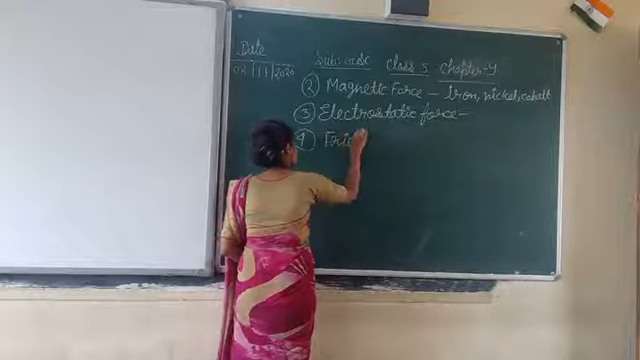 Date
Class 5 Chapter-9
02/11/2020
② Magnetic Force – Iron, nickel, cobalt
③ Electrostatic force –
④ Fric